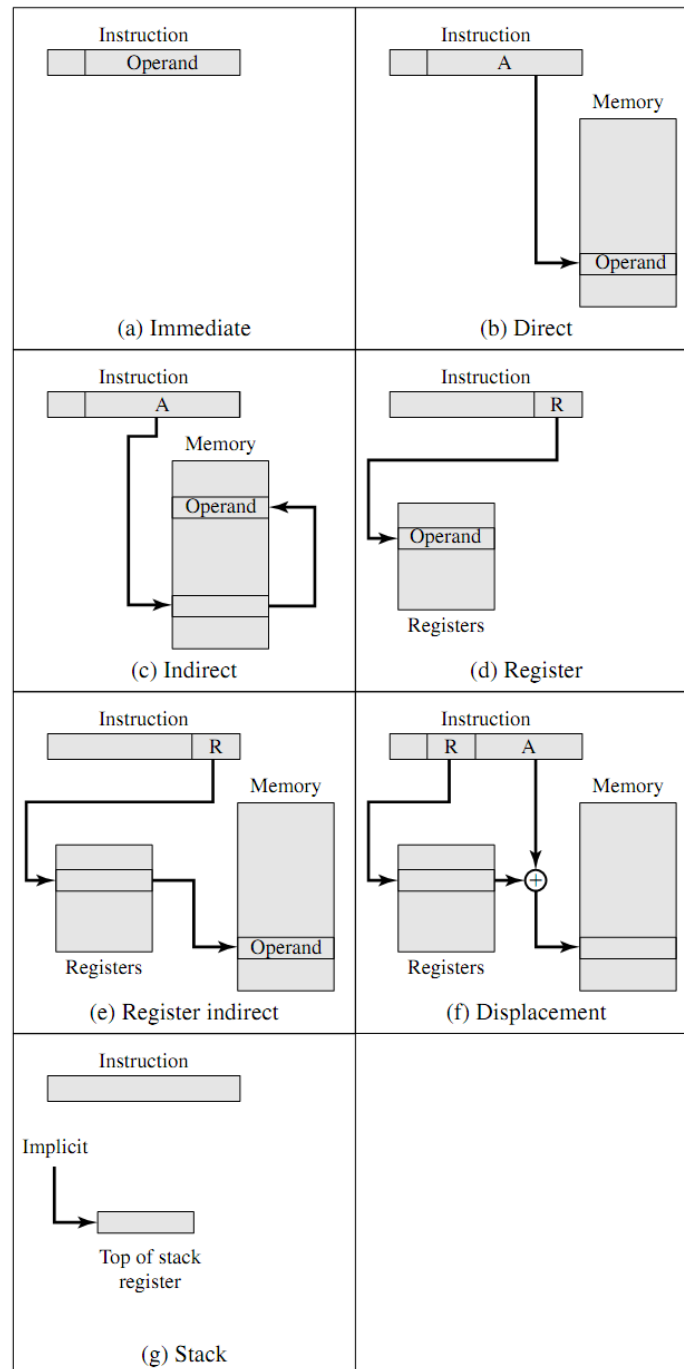 Instruction
Operand
(a) Immediate
Instruction
A
Memory
Operand
(b) Direct
Instruction
A
Memory
Operand
(c) Indirect
Instruction
R
Operand
Registers
(d) Register
Instruction
R
Memory
Operand
Registers
(e) Register indirect
Instruction
R A
Memory
+
Registers
(f) Displacement
Instruction
Implicit
Top of stack
register
(g) Stack